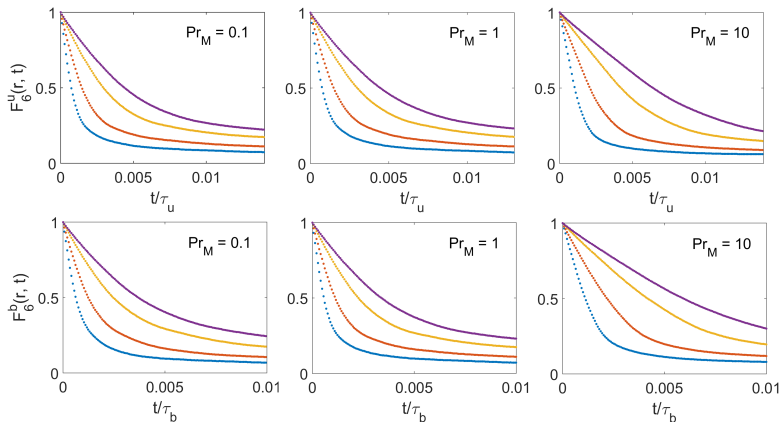 1
0.5
0
F₆ᵘ(r, t)
Pr_M = 0.1
0 0.005 0.01
t/τ_u
1
0.5
0
Pr_M = 1
0 0.005 0.01
t/τ_u
1
0.5
0
Pr_M = 10
0 0.005 0.01
t/τ_u
1
0.5
0
F₆ᵇ(r, t)
Pr_M = 0.1
0 0.005 0.01
t/τ_b
1
0.5
0
Pr_M = 1
0 0.005 0.01
t/τ_b
1
0.5
0
Pr_M = 10
0 0.005 0.01
t/τ_b